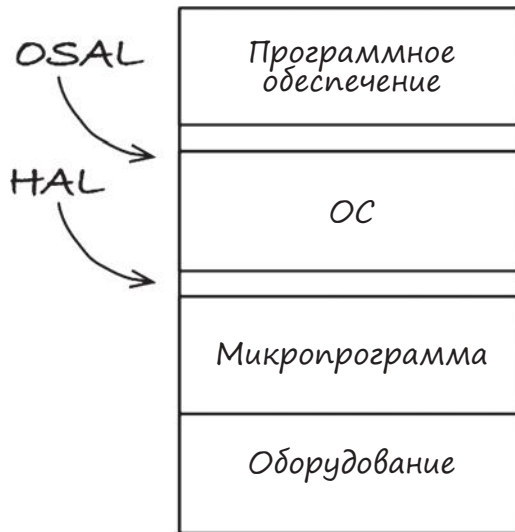 OSAL
Программное
обеспечение
HAL
ОС
Микропрограмма
Оборудование